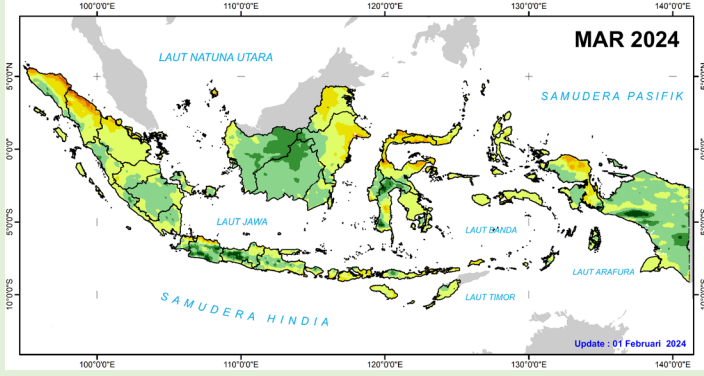 100°0'0"E 110°0'0"E 120°0'0"E 130°0'0"E 140°0'0"E
MAR 2024
LAUT NATUNA UTARA
5°0'0"N
5°0'0"N
SAMUDERA PASIFIK
0°0'0"
0°0'0"
LAUT JAWA
LAUT BANDA
5°0'0"S
5°0'0"S
LAUT ARAFURA
SAMUDERA HINDIA
LAUT TIMOR
10°0'0"S
10°0'0"S
Update : 01 Februari 2024
100°0'0"E 110°0'0"E 120°0'0"E 130°0'0"E 140°0'0"E